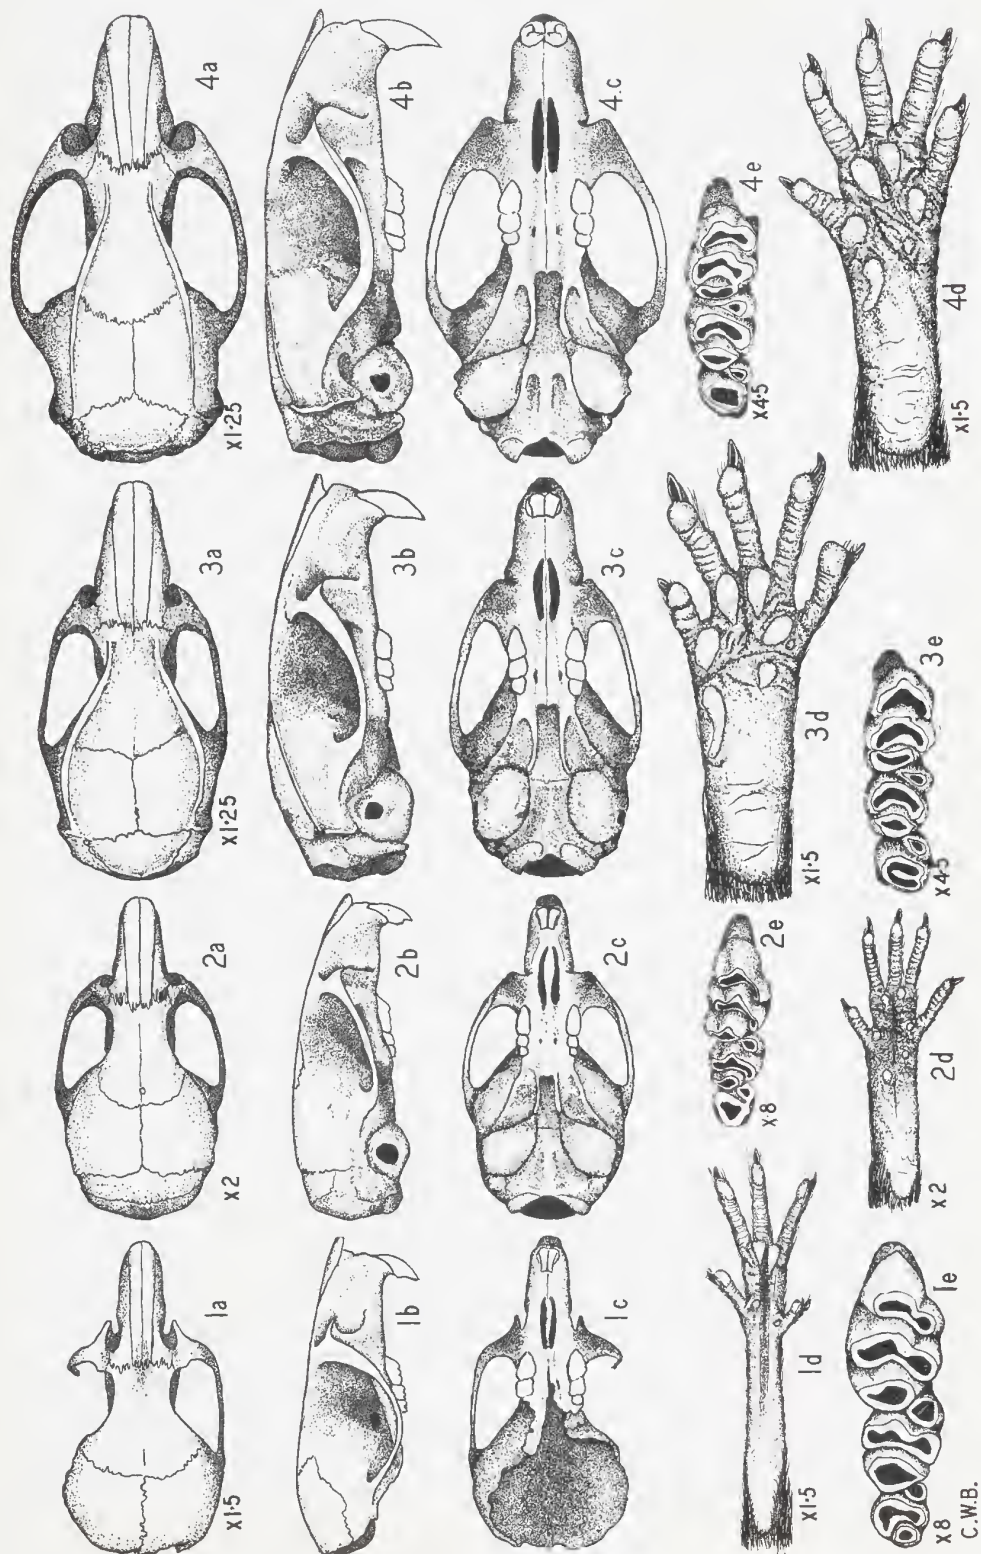 x1·5 1a x2 2a x1·25 3a x1·25 4a
1b 2b 3b 4b
1c 2c 3c 4.c
x8 2e x4·5 4e
x1·5 1d x1·5 3d
x8 1e x2 2d x4·5 3e x1·5 4d
C.W.B.